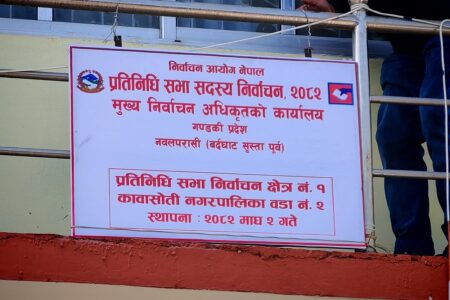 निर्वाचन आयोग नेपाल
प्रतिनिधि सभा सदस्य निर्वाचन, २०८२
मुख्य निर्वाचन अधिकृतको कार्यालय
गण्डकी प्रदेश
नवलपरासी (बर्दघाट सुस्ता पूर्व)
प्रतिनिधि सभा निर्वाचन क्षेत्र नं. १
कावासोती नगरपालिका वडा नं. २
स्थापना : २०८२ माघ २ गते